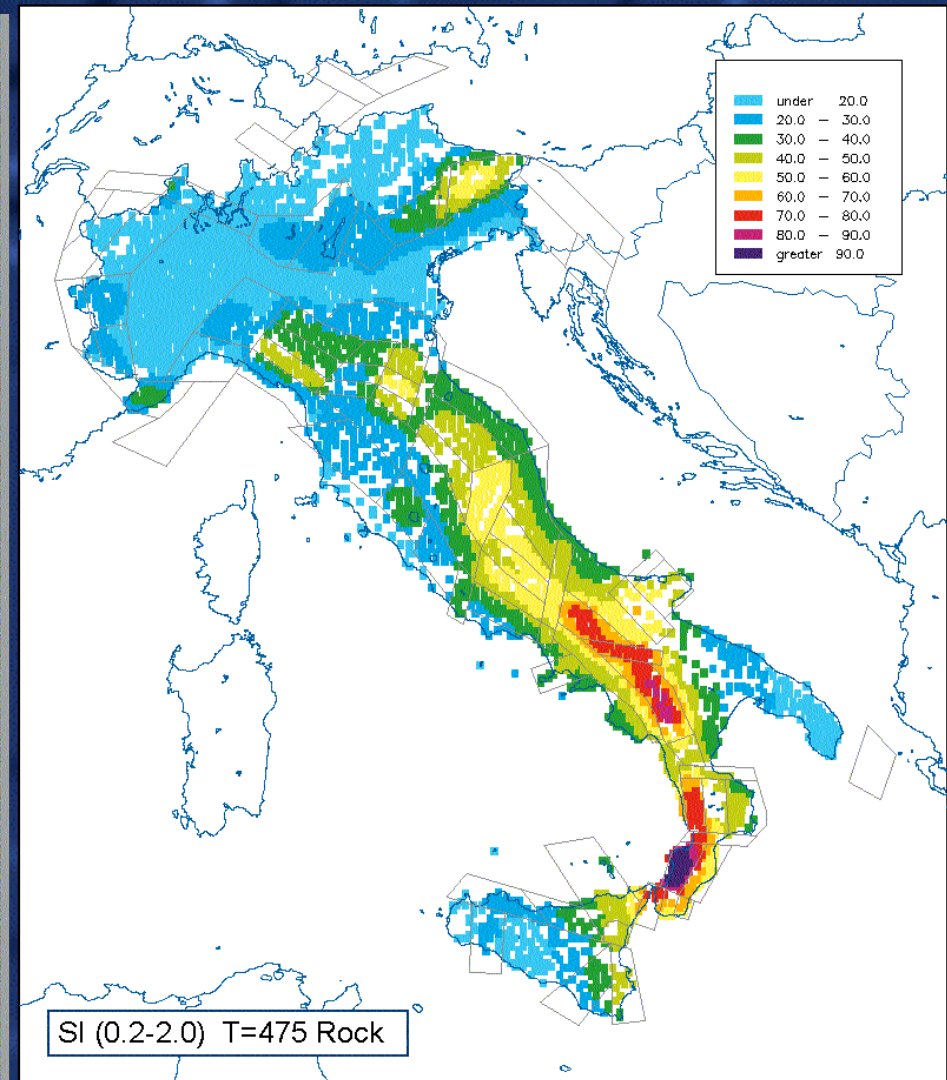 under 20.0
20.0 — 30.0
30.0 — 40.0
40.0 — 50.0
50.0 — 60.0
60.0 — 70.0
70.0 — 80.0
80.0 — 90.0
greater 90.0
SI (0.2-2.0) T=475 Rock